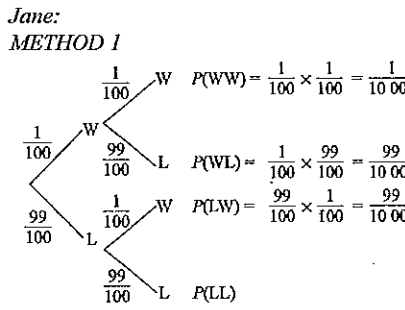 Jane:
METHOD 1
1/100 W P(WW) = 1/100 × 1/100 = 1/10 00
1/100 W
99/100 L P(WL) = 1/100 × 99/100 = 99/10 00
1/100 W P(LW) = 99/100 × 1/100 = 99/10 00
99/100 L
99/100 L P(LL)